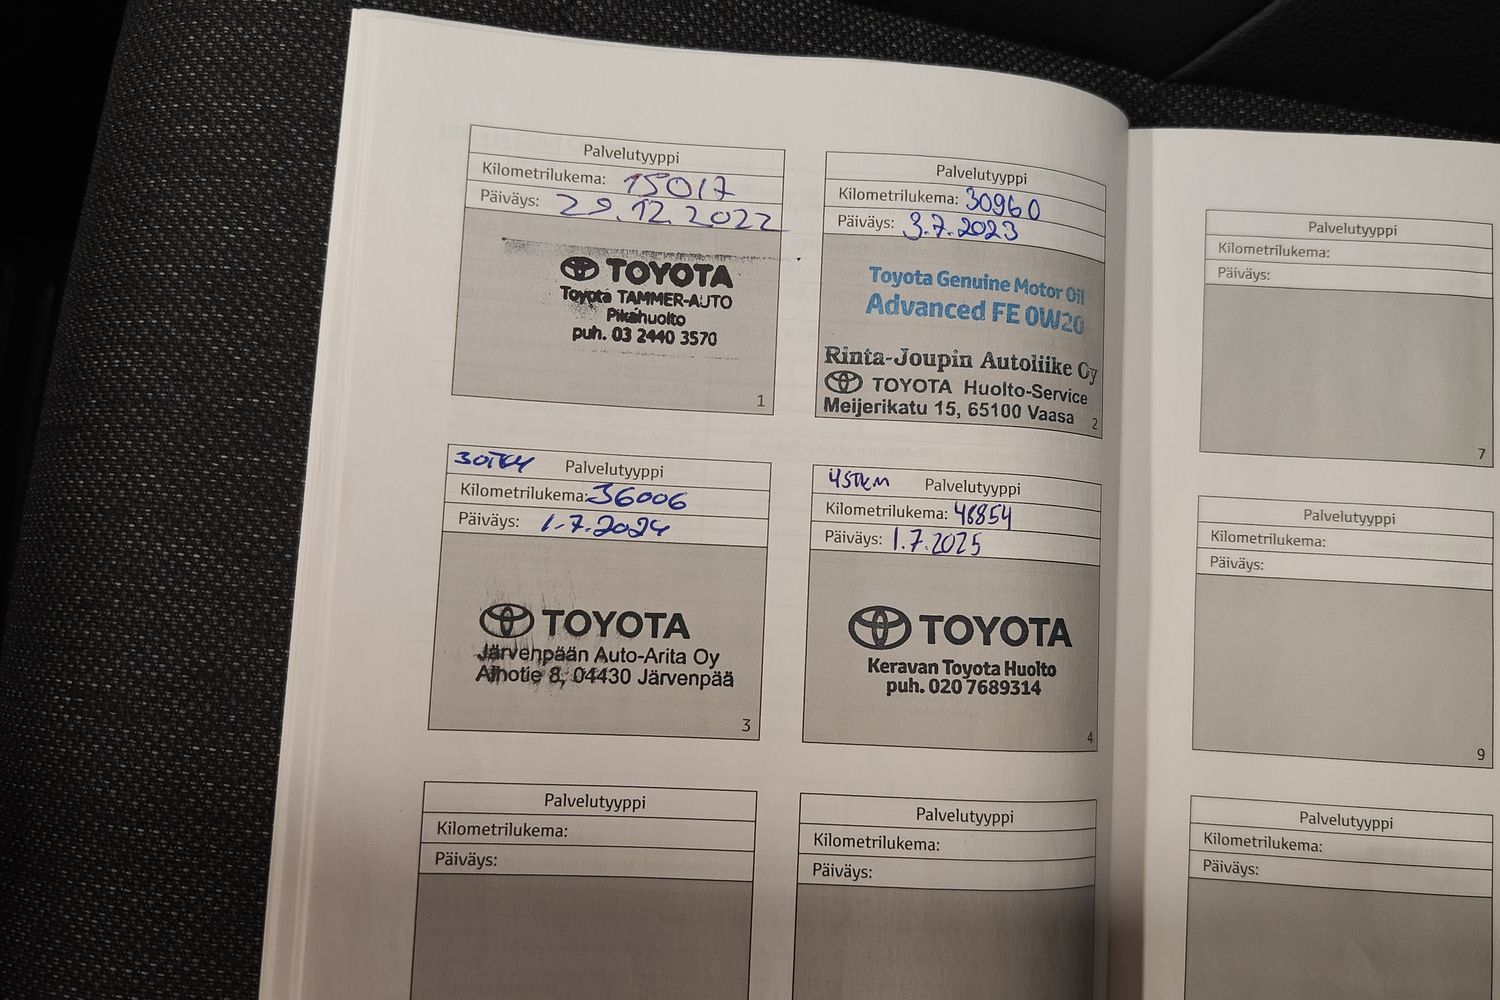 Palvelutyyppi
Kilometrilukema: 15017
Päiväys: 29.12.2022
TOYOTA
Toyota TAMMER-AUTO
Pikahuolto
puh. 03 2440 3570
1
Palvelutyyppi
Kilometrilukema: 30960
Päiväys: 3.7.2023
Toyota Genuine Motor Oil
Advanced FE 0W20
Rinta-Joupin Autoliike Oy
TOYOTA Huolto-Service
Meijerikatu 15, 65100 Vaasa
2
Palvelutyyppi
Kilometrilukema: 36006
Päiväys: 1.7.2024
TOYOTA
Järvenpään Auto-Arita Oy
Alhotie 8, 04430 Järvenpää
3
45TKM Palvelutyyppi
Kilometrilukema: 46854
Päiväys: 1.7.2025
TOYOTA
Keravan Toyota Huolto
puh. 020 7689314
4
Palvelutyyppi
Kilometrilukema:
Päiväys:
Palvelutyyppi
Kilometrilukema:
Päiväys:
Palvelutyyppi
Kilometrilukema:
Päiväys:
7
Palvelutyyppi
Kilometrilukema:
Päiväys:
9
Palvelutyyppi
Kilometrilukema:
Päiväys: